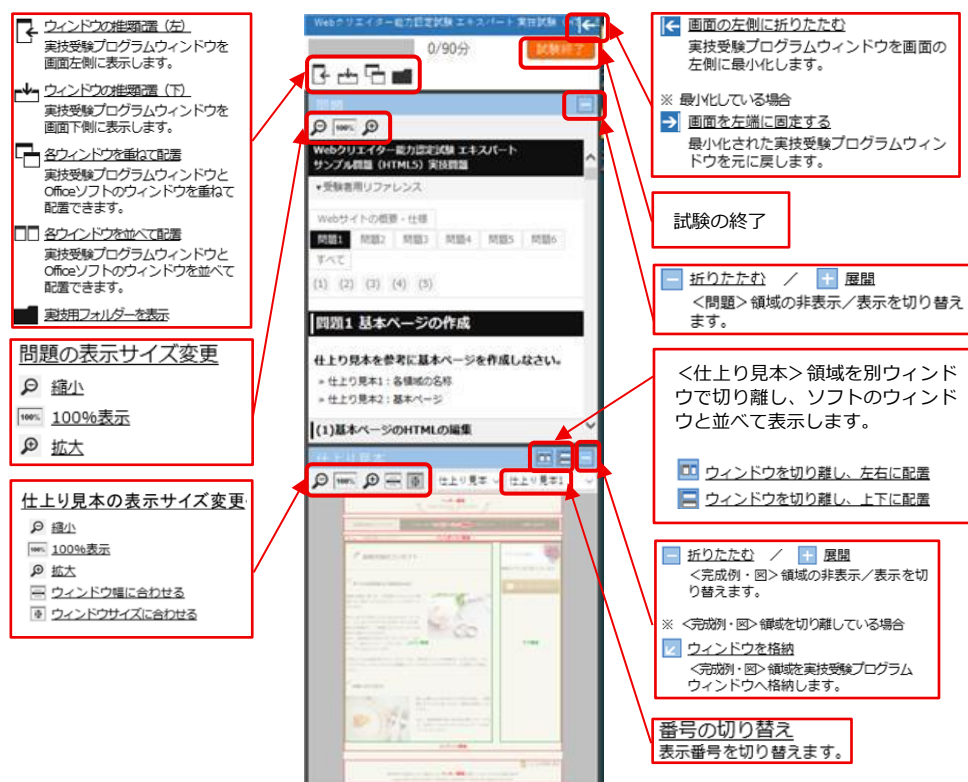 ウィンドウの推奨配置（左）
実技受験プログラムウィンドウを
画面左側に表示します。
ウィンドウの推奨配置（下）
実技受験プログラムウィンドウを
画面下側に表示します。
各ウィンドウを重ねて配置
実技受験プログラムウィンドウと
Officeソフトのウィンドウを重ねて
配置できます。
各ウインドウを並べて配置
実技受験プログラムウィンドウと
Officeソフトのウィンドウを並べて
配置できます。
実技用フォルダーを表示
問題の表示サイズ変更
縮小
100% 100%表示
拡大
仕上り見本の表示サイズ変更
縮小
100% 100%表示
拡大
ウィンドウ幅に合わせる
ウィンドウサイズに合わせる
Webクリエイター能力認定試験 エキスパート 実技試験
0/90分
試験終了
問題
100%
Webクリエイター能力認定試験 エキスパート
サンプル問題（HTML5）実技問題
▾受験者用リファレンス
Webサイトの概要・仕様
問題1 問題2 問題3 問題4 問題5 問題6
すべて
(1) (2) (3) (4) (5)
問題1 基本ページの作成
仕上り見本を参考に基本ページを作成しなさい。
» 仕上り見本1：各領域の名称
» 仕上り見本2：基本ページ
(1)基本ページのHTMLの編集
仕上り見本
100% 仕上り見本 仕上り見本1
画面の左側に折りたたむ
実技受験プログラムウィンドウを画面の
左側に最小化します。
※ 最小化している場合
画面を左端に固定する
最小化された実技受験プログラムウィン
ドウを元に戻します。
試験の終了
折りたたむ ／ 展開
＜問題＞領域の非表示／表示を切り替え
ます。
＜仕上り見本＞領域を別ウィンド
ウで切り離し、ソフトのウィンド
ウと並べて表示します。
ウィンドウを切り離し、左右に配置
ウィンドウを切り離し、上下に配置
折りたたむ ／ 展開
＜完成例・図＞領域の非表示／表示を切
り替えます。
※ ＜完成例・図＞領域を切り離している場合
ウィンドウを格納
＜完成例・図＞領域を実技受験プログラム
ウィンドウへ格納します。
番号の切り替え
表示番号を切り替えます。